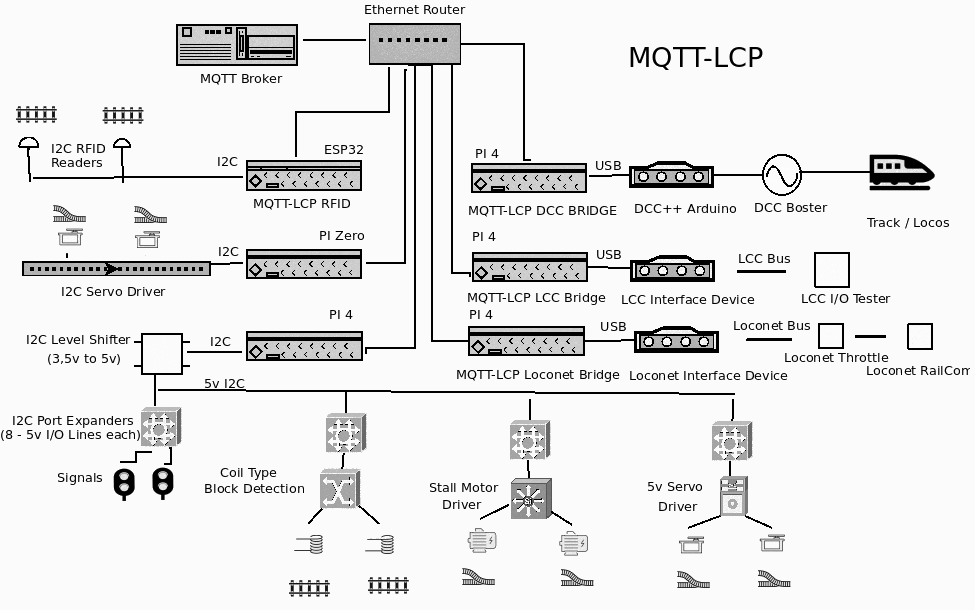 Ethernet Router
MQTT-LCP
MQTT Broker
I2C RFID
Readers
I2C
ESP32
MQTT-LCP RFID
PI 4
USB
MQTT-LCP DCC BRIDGE
DCC++ Arduino
DCC Boster
Track / Locos
I2C
PI Zero
I2C Servo Driver
PI 4
USB
MQTT-LCP LCC Bridge
LCC Interface Device
LCC Bus
LCC I/O Tester
I2C Level Shifter
(3,5v to 5v)
I2C
PI 4
PI 4
USB
MQTT-LCP Loconet Bridge
Loconet Interface Device
Loconet Bus
Loconet Throttle
Loconet RailCom
5v I2C
I2C Port Expanders
(8 - 5v I/O Lines each)
Signals
Coil Type
Block Detection
Stall Motor
Driver
SI
5v Servo
Driver